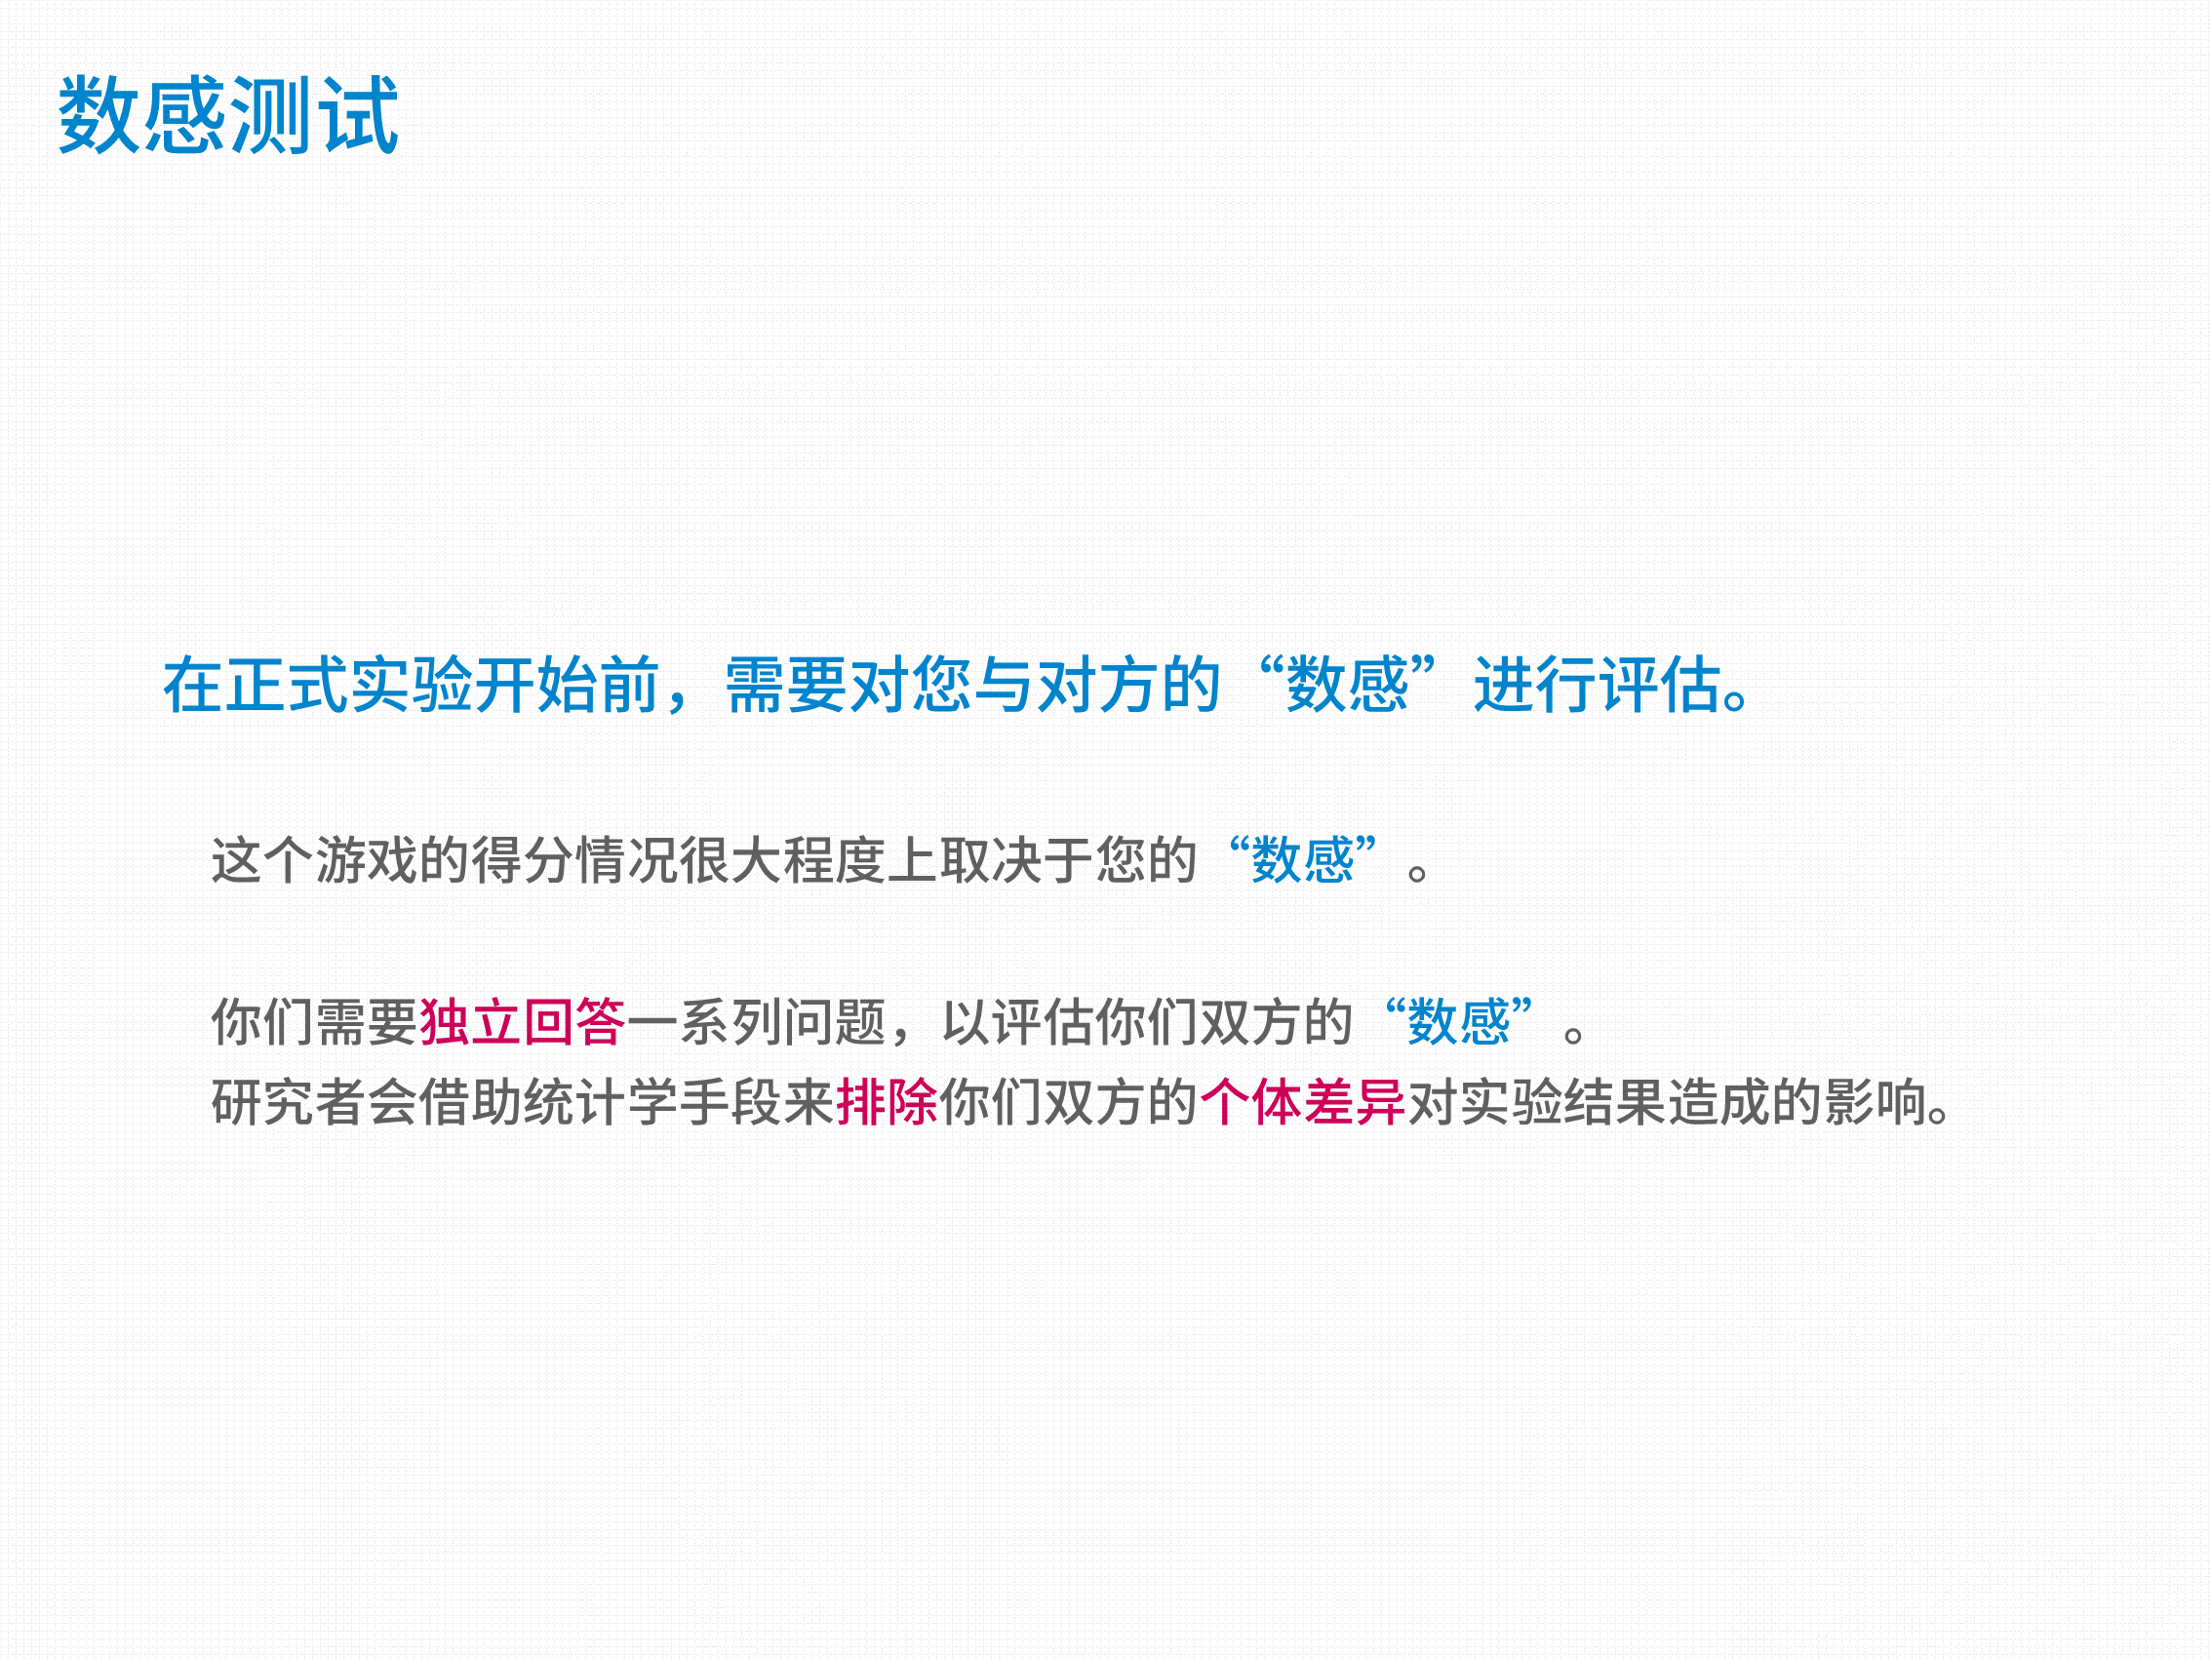 数感测试
在正式实验开始前，需要对您与对方的“数感”进行评估。
这个游戏的得分情况很大程度上取决于您的“数感”。
你们需要独立回答一系列问题，以评估你们双方的“数感”。
研究者会借助统计学手段来排除你们双方的个体差异对实验结果造成的影响。